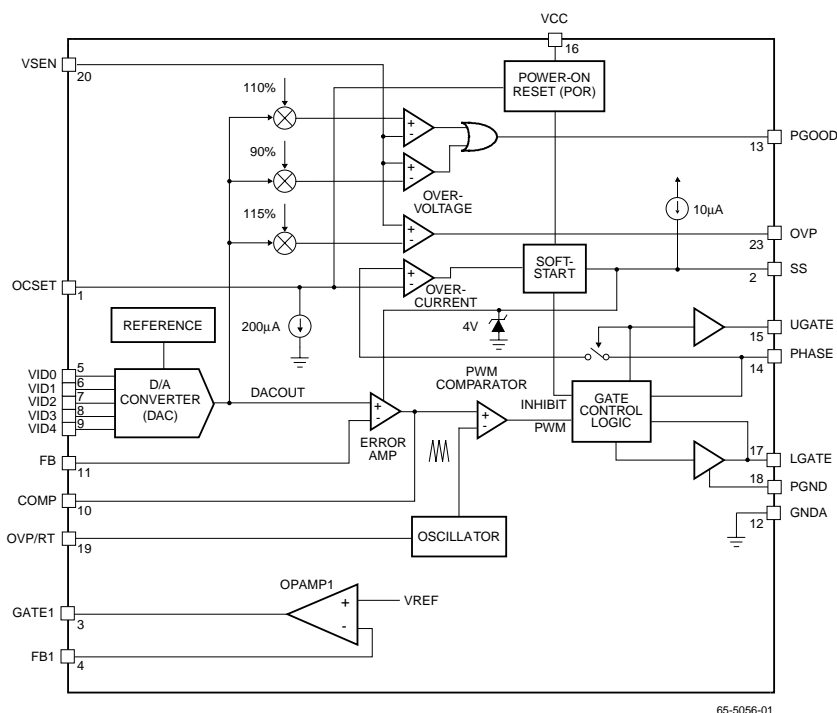 VCC
16
VSEN
20
POWER-ON
RESET (POR)
110%
+
-
PGOOD
13
90%
+
-
OVER-
VOLTAGE
115%
+
-
10µA
OVP
23
SOFT-
START
SS
2
+
-
OVER-
CURRENT
OCSET
1
REFERENCE
200µA
4V
UGATE
15
PHASE
14
VID0
5
VID1
6
VID2
7
VID3
8
VID4
9
D/A
CONVERTER
(DAC)
DACOUT
+
-
ERROR
AMP
PWM
COMPARATOR
+
-
INHIBIT
PWM
GATE
CONTROL
LOGIC
FB
11
17
LGATE
18
PGND
COMP
10
GNDA
12
OVP/RT
19
OSCILLATOR
OPAMP1
+
-
VREF
GATE1
3
FB1
4
65-5056-01